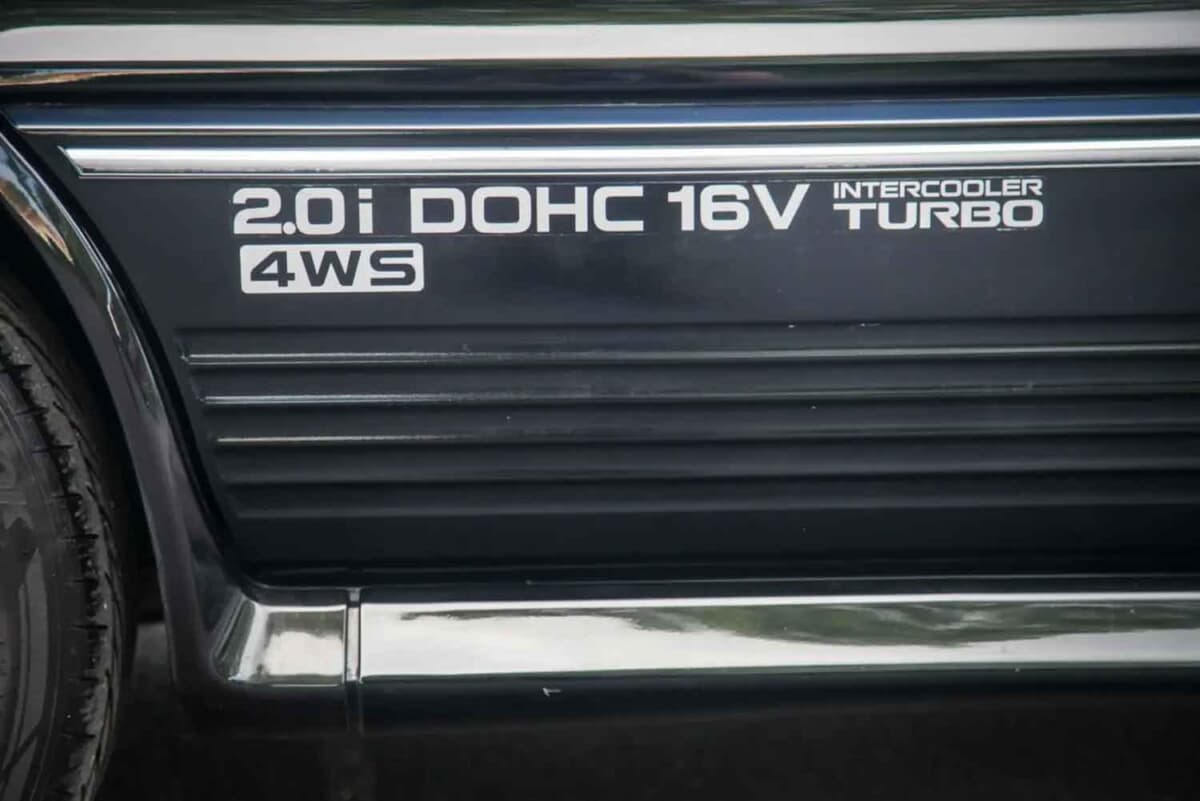 2.0i DOHC 16V INTERCOOLER
TURBO
4WS